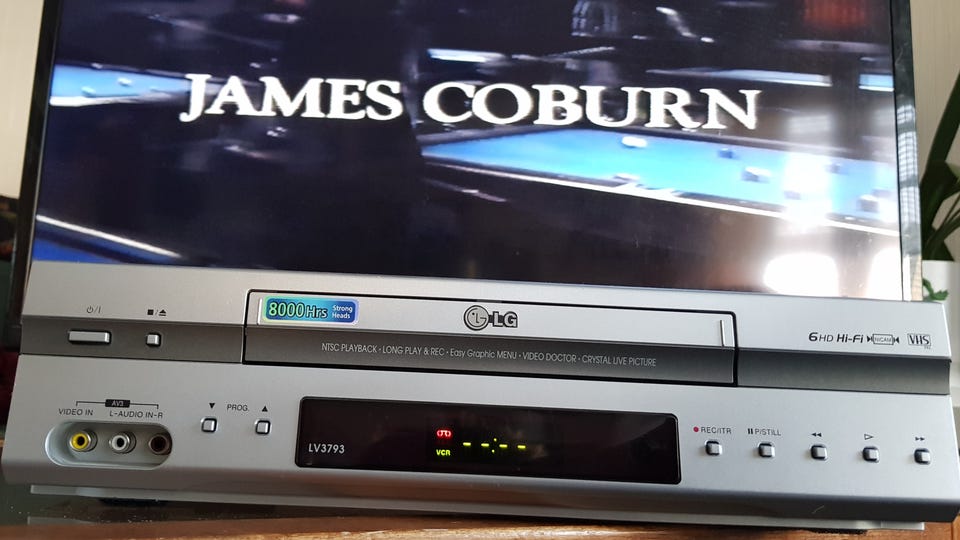 JAMES COBURN
8000Hrs Strong Heads
LG
NTSC PLAYBACK · LONG PLAY & REC · Easy Graphic MENU · VIDEO DOCTOR · CRYSTAL LIVE PICTURE
6HD Hi-Fi NICAM VHS
PAL
AV3
VIDEO IN L-AUDIO IN-R
▼ PROG. ▲
LV3793
VCR --:--
● REC/ITR ❚❚ P/STILL ◀◀ ▷ ▶▶
⏻/I ■/⏏